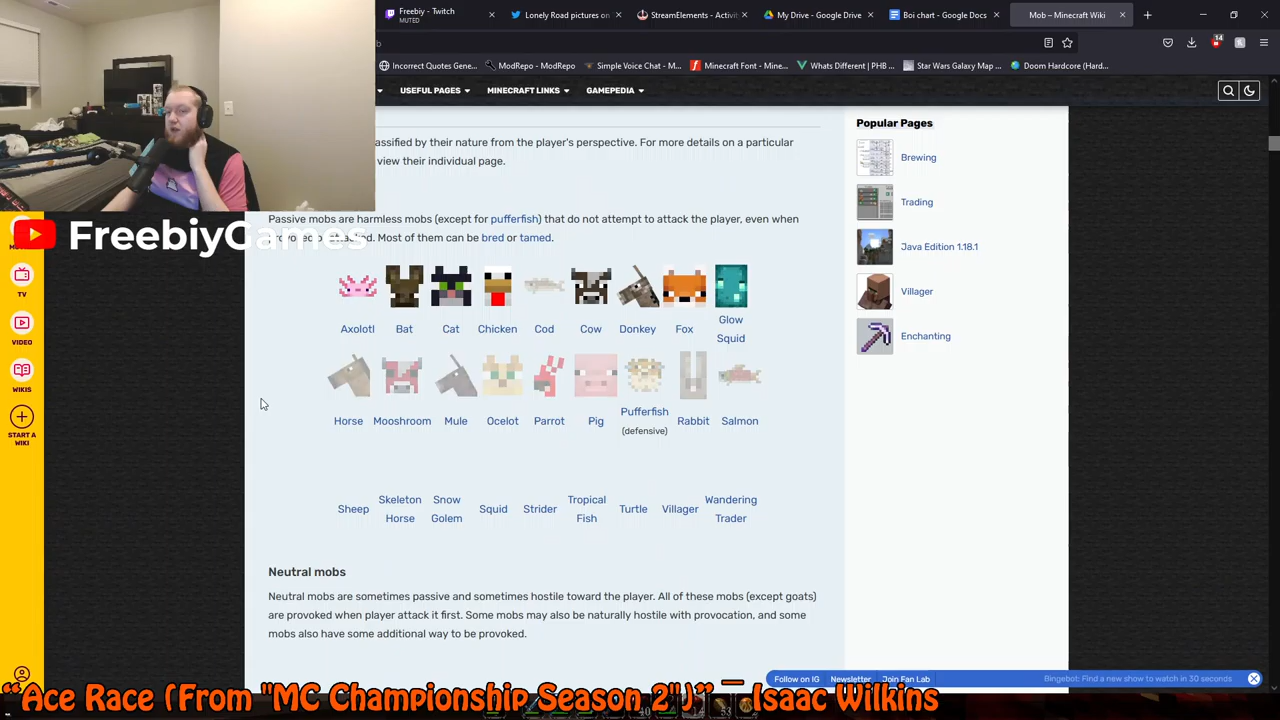 Freebiy - Twitch
MUTED
Lonely Road pictures on
StreamElements - Activity
My Drive - Google Drive
Boi chart - Google Docs
Mob – Minecraft Wiki
14
Incorrect Quotes Gene...
ModRepo - ModRepo
Simple Voice Chat - M...
Minecraft Font - Mine...
Whats Different | PHB ...
Star Wars Galaxy Map ...
Doom Hardcore (Hard...
USEFUL PAGES
MINECRAFT LINKS
GAMEPEDIA
assified by their nature from the player's perspective. For more details on a particular
view their individual page.
FreebiyGames
Passive mobs are harmless mobs (except for pufferfish) that do not attempt to attack the player, even when
Most of them can be bred or tamed.
Axolotl
Bat
Cat
Chicken
Cod
Cow
Donkey
Fox
Glow
Squid
Horse
Mooshroom
Mule
Ocelot
Parrot
Pig
Pufferfish
(defensive)
Rabbit
Salmon
Sheep
Skeleton
Horse
Snow
Golem
Squid
Strider
Tropical
Fish
Turtle
Villager
Wandering
Trader
Neutral mobs
Neutral mobs are sometimes passive and sometimes hostile toward the player. All of these mobs (except goats)
are provoked when player attack it first. Some mobs may also be naturally hostile with provocation, and some
mobs also have some additional way to be provoked.
Popular Pages
Brewing
Trading
Java Edition 1.18.1
Villager
Enchanting
TV
VIDEO
WIKIS
START A
WIKI
Follow on IG
Newsletter
Join Fan Lab
Bingebot: Find a new show to watch in 30 seconds
“Ace Race (From "MC Championship Season 2")” — Isaac Wilkins